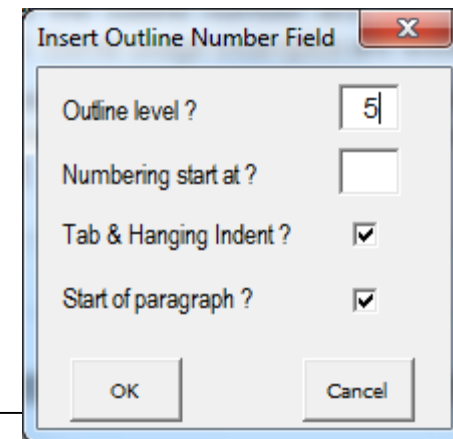 Insert Outline Number Field
Outline level ? 5
Numbering start at ?
Tab & Hanging Indent ?
Start of paragraph ?
OK Cancel